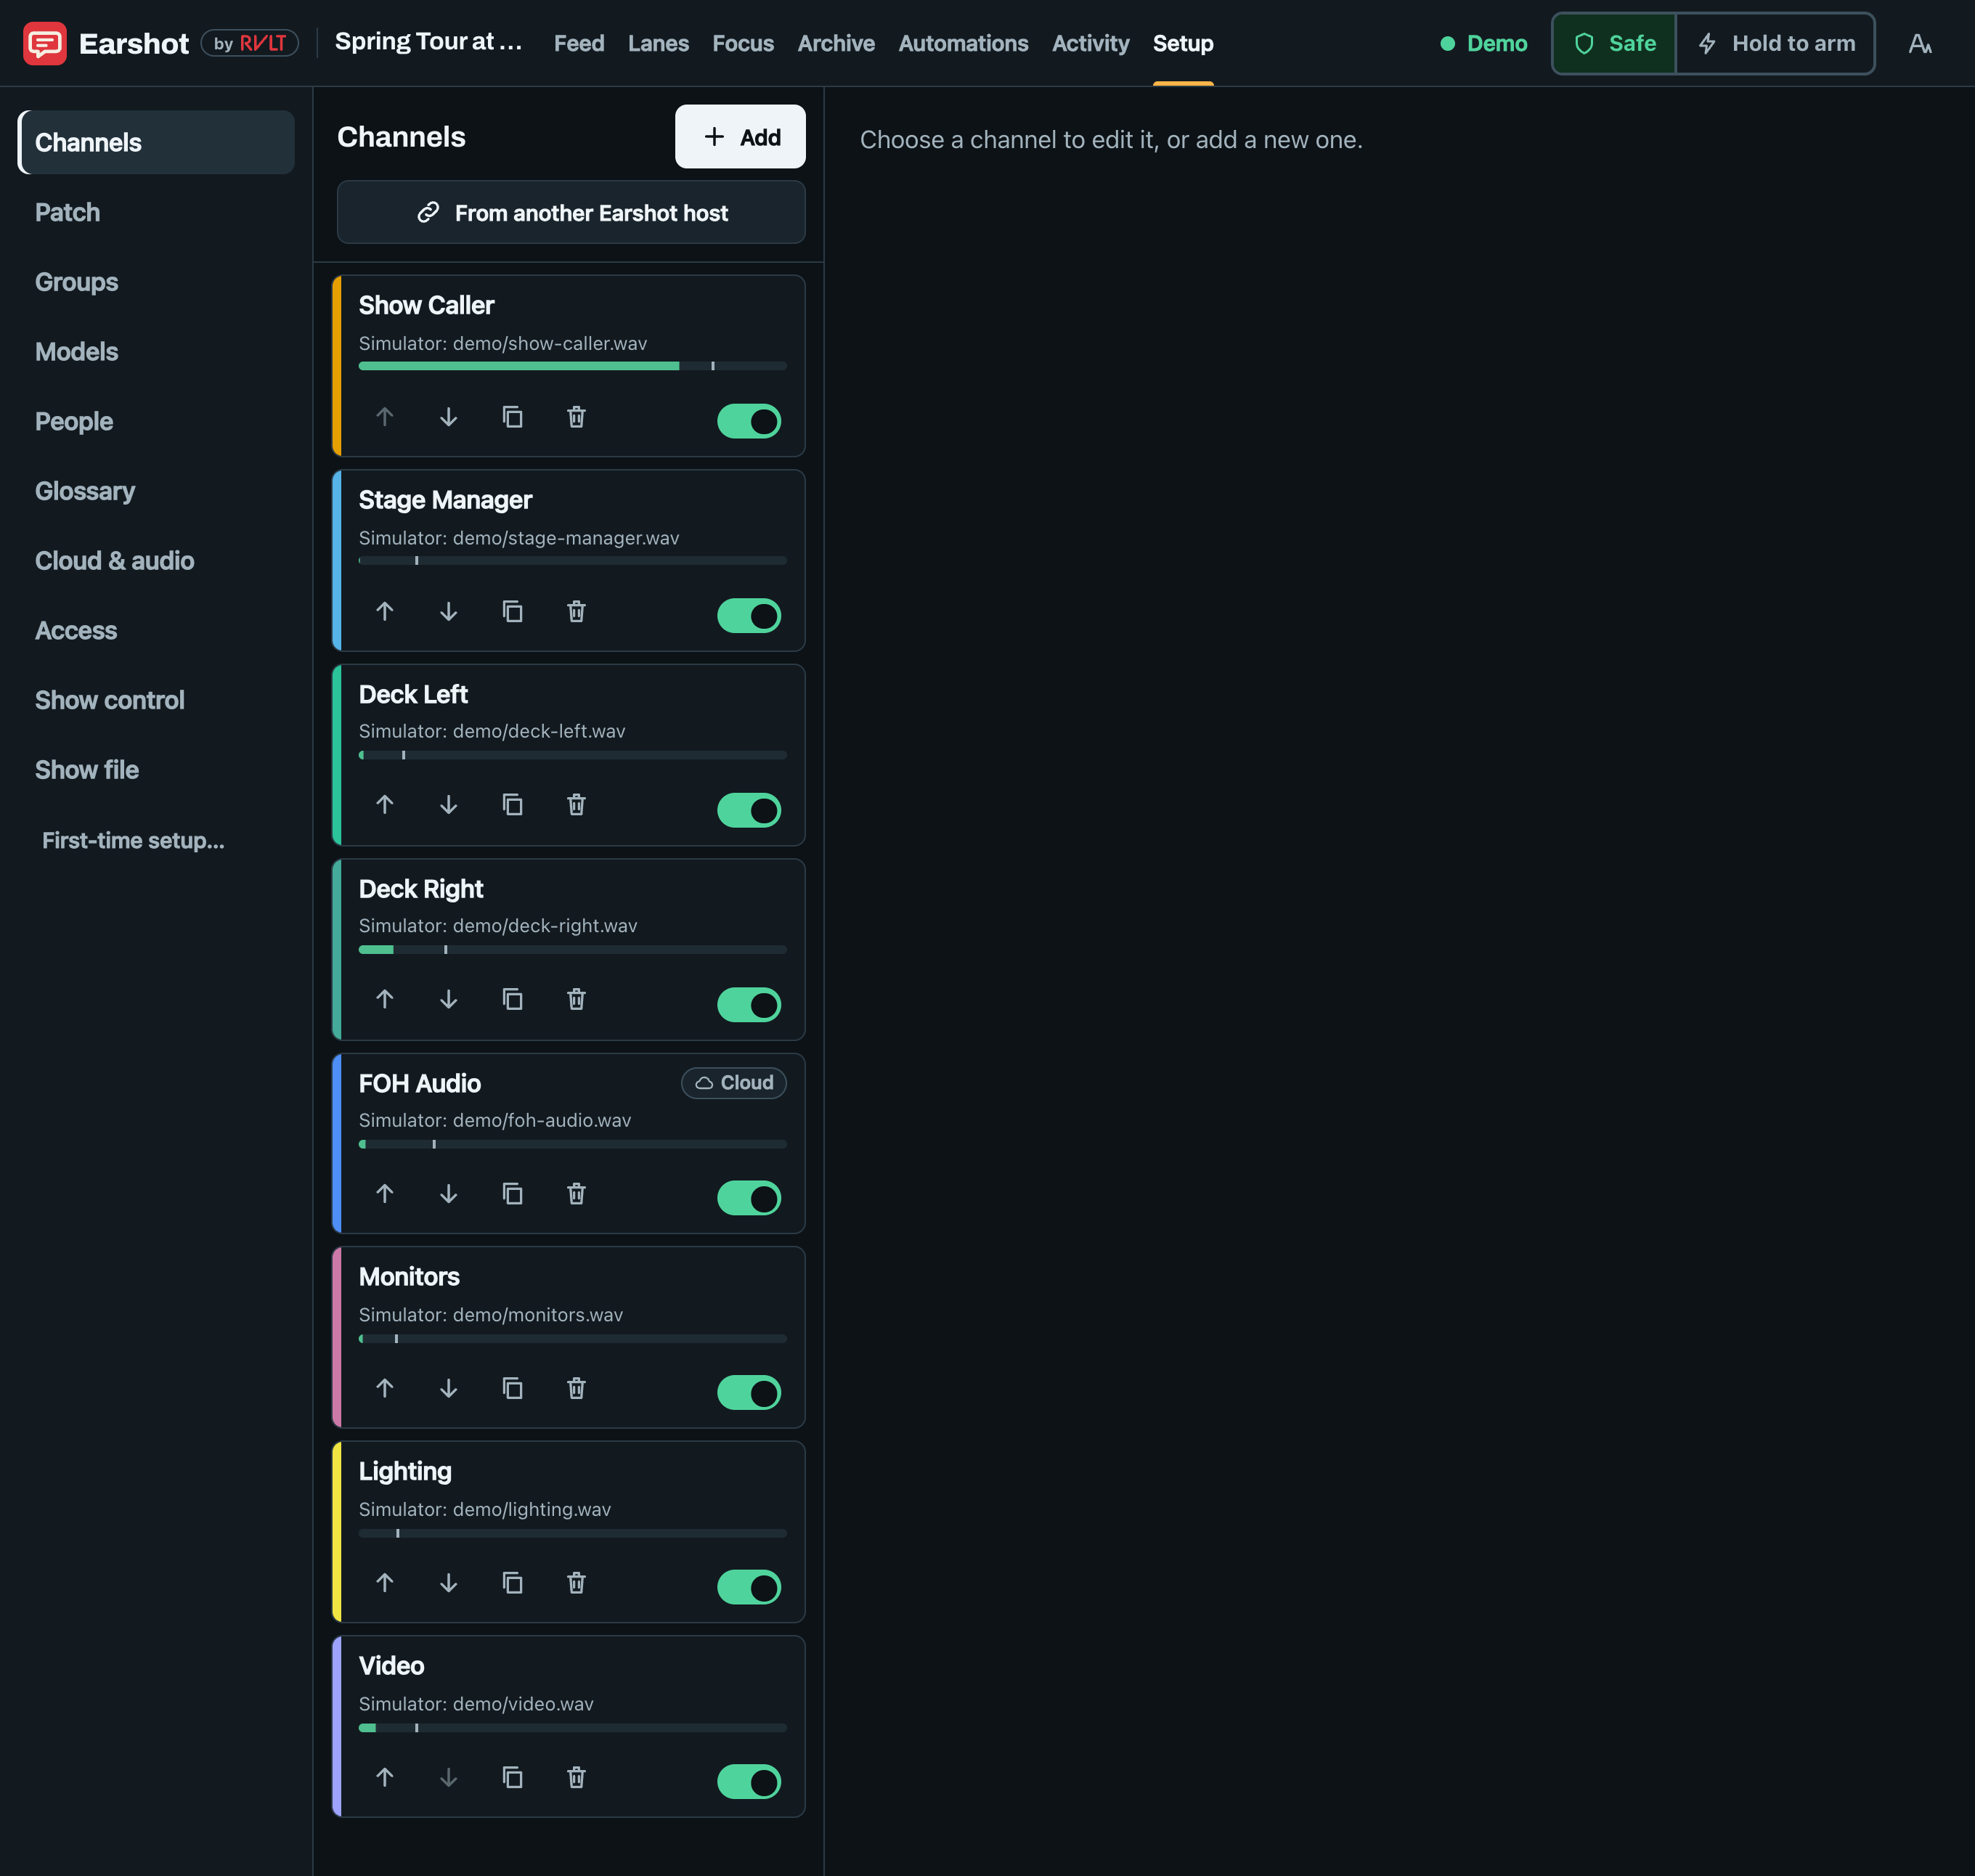 Earshot by RVLT Spring Tour at ... Feed Lanes Focus Archive Automations Activity Setup Demo Safe Hold to arm
Channels
Patch
Groups
Models
People
Glossary
Cloud & audio
Access
Show control
Show file
First-time setup...
Channels
Add
From another Earshot host
Show Caller
Simulator: demo/show-caller.wav
Stage Manager
Simulator: demo/stage-manager.wav
Deck Left
Simulator: demo/deck-left.wav
Deck Right
Simulator: demo/deck-right.wav
FOH Audio Cloud
Simulator: demo/foh-audio.wav
Monitors
Simulator: demo/monitors.wav
Lighting
Simulator: demo/lighting.wav
Video
Simulator: demo/video.wav
Choose a channel to edit it, or add a new one.